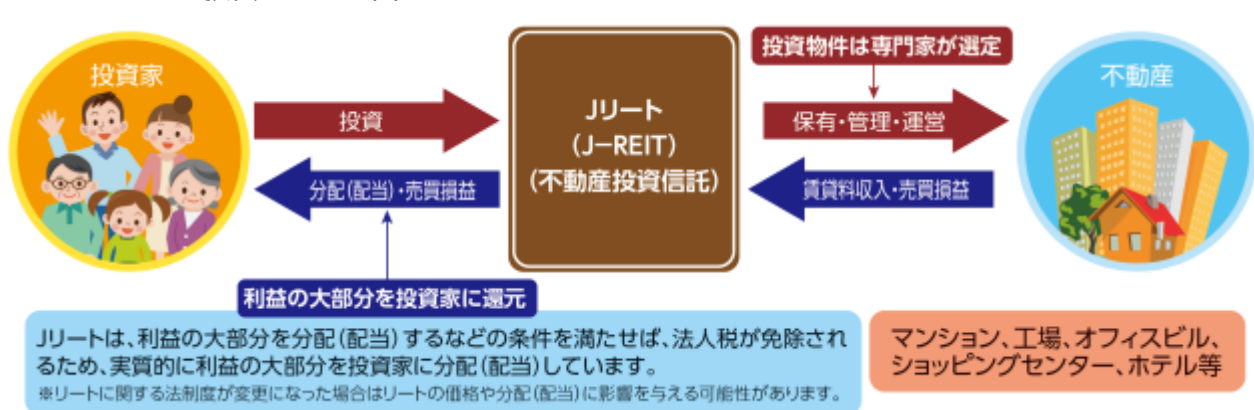 投資物件は専門家が選定
投資家
不動産
Jリート
(J−REIT)
(不動産投資信託)
投資
保有・管理・運営
分配(配当)・売買損益
賃貸料収入・売買損益
利益の大部分を投資家に還元
Jリートは、利益の大部分を分配(配当)するなどの条件を満たせば、法人税が免除され
るため、実質的に利益の大部分を投資家に分配(配当)しています。
※リートに関する法制度が変更になった場合はリートの価格や分配(配当)に影響を与える可能性があります。
マンション、工場、オフィスビル、
ショッピングセンター、ホテル等